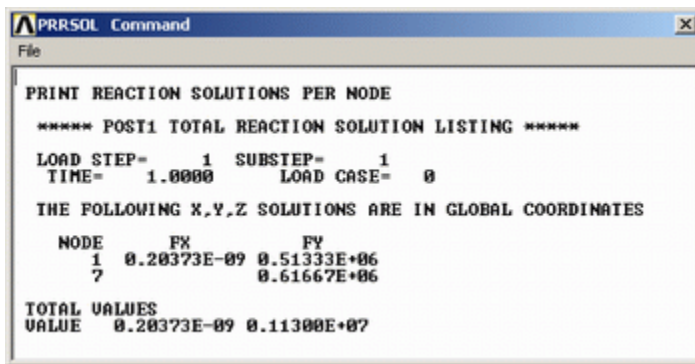 PRRSOL Command
File
PRINT REACTION SOLUTIONS PER NODE
***** POST1 TOTAL REACTION SOLUTION LISTING *****
LOAD STEP= 1 SUBSTEP= 1
TIME= 1.0000 LOAD CASE= 0
THE FOLLOWING X,Y,Z SOLUTIONS ARE IN GLOBAL COORDINATES
NODE FX FY
1 0.20373E-09 0.51333E+06
7 0.61667E+06
TOTAL VALUES
VALUE 0.20373E-09 0.11300E+07